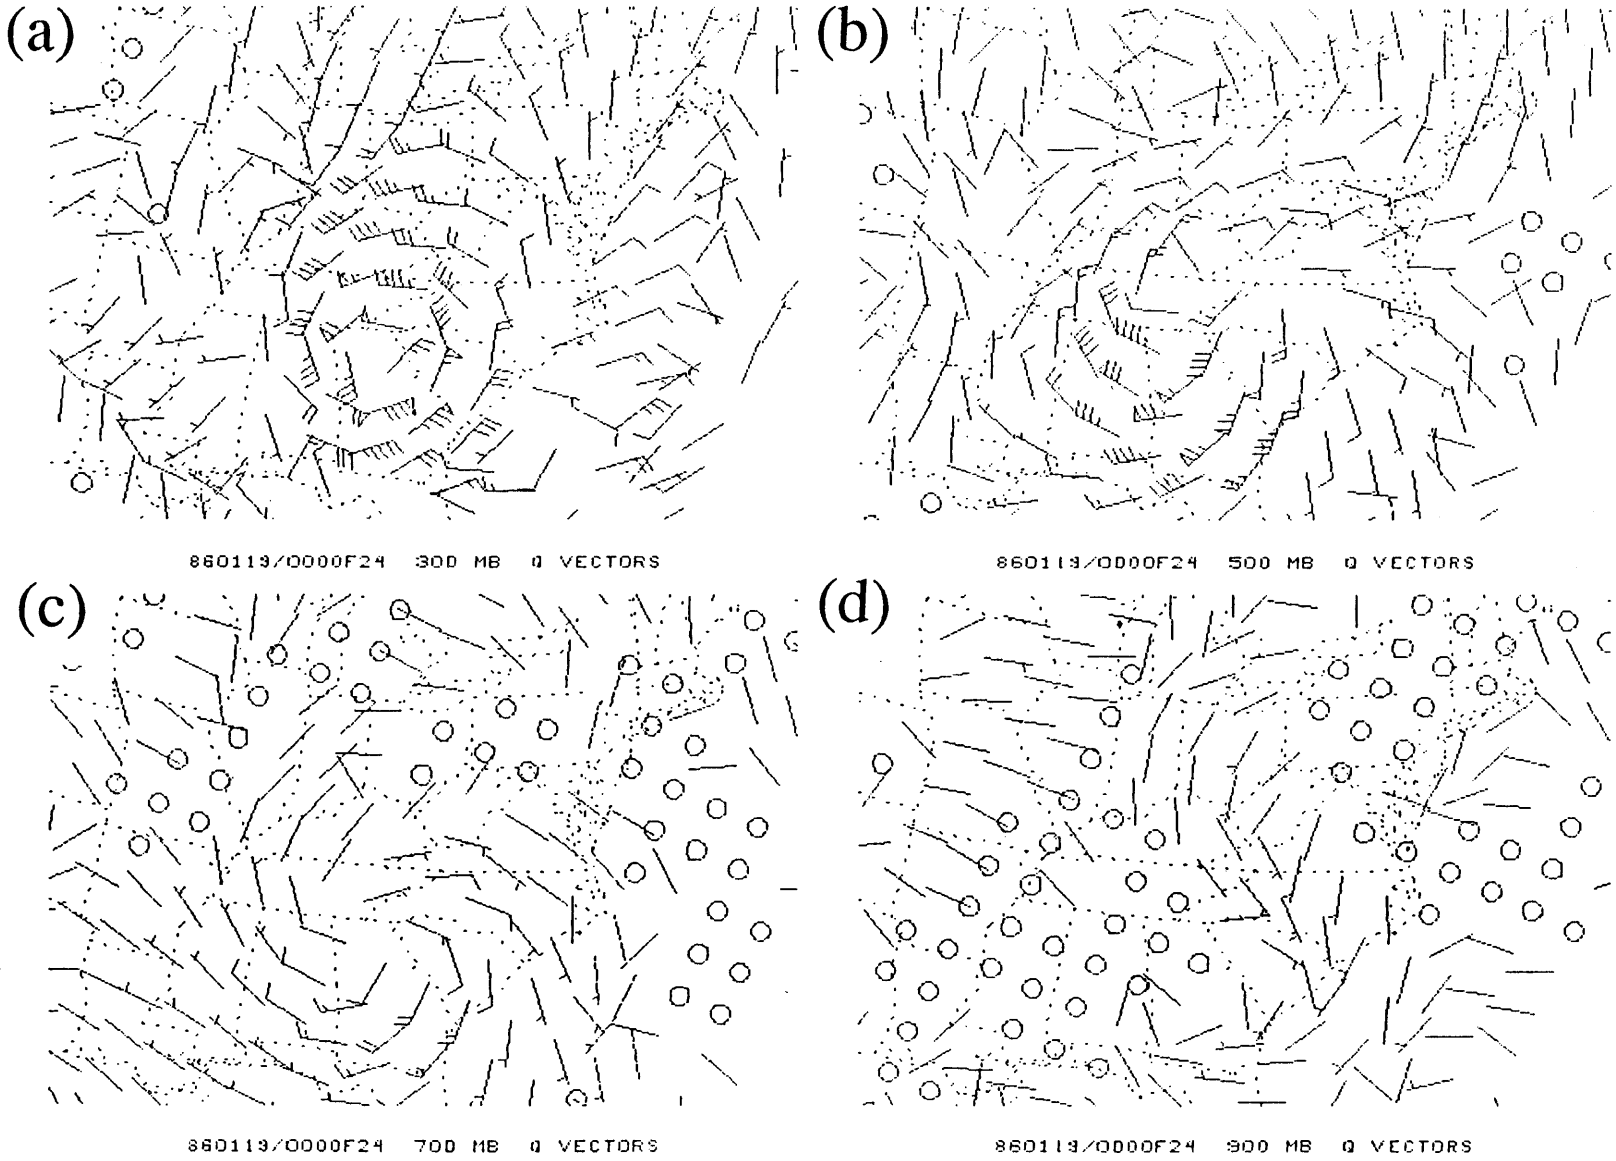 (a)
(b)
860119/0000F24 300 MB Q VECTORS
860119/0000F24 500 MB Q VECTORS
(c)
(d)
860119/0000F24 700 MB Q VECTORS
860119/0000F24 900 MB Q VECTORS